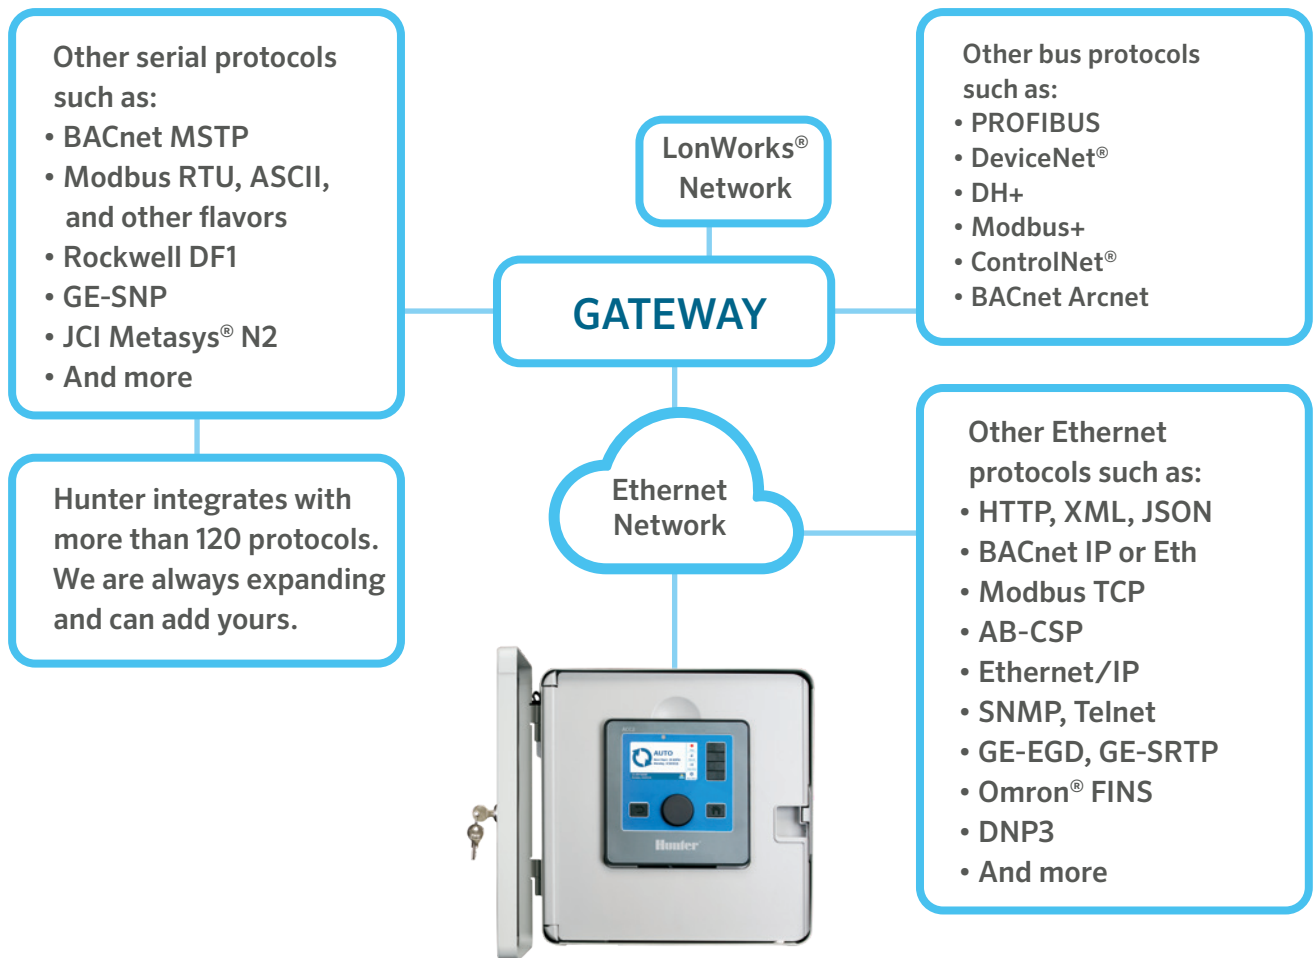 Other serial protocols
such as:
• BACnet MSTP
• Modbus RTU, ASCII,
and other flavors
• Rockwell DF1
• GE-SNP
• JCI Metasys® N2
• And more
Hunter integrates with
more than 120 protocols.
We are always expanding
and can add yours.
LonWorks®
Network
GATEWAY
Ethernet
Network
AUTO
Hunter
Other bus protocols
such as:
• PROFIBUS
• DeviceNet®
• DH+
• Modbus+
• ControlNet®
• BACnet Arcnet
Other Ethernet
protocols such as:
• HTTP, XML, JSON
• BACnet IP or Eth
• Modbus TCP
• AB-CSP
• Ethernet/IP
• SNMP, Telnet
• GE-EGD, GE-SRTP
• Omron® FINS
• DNP3
• And more